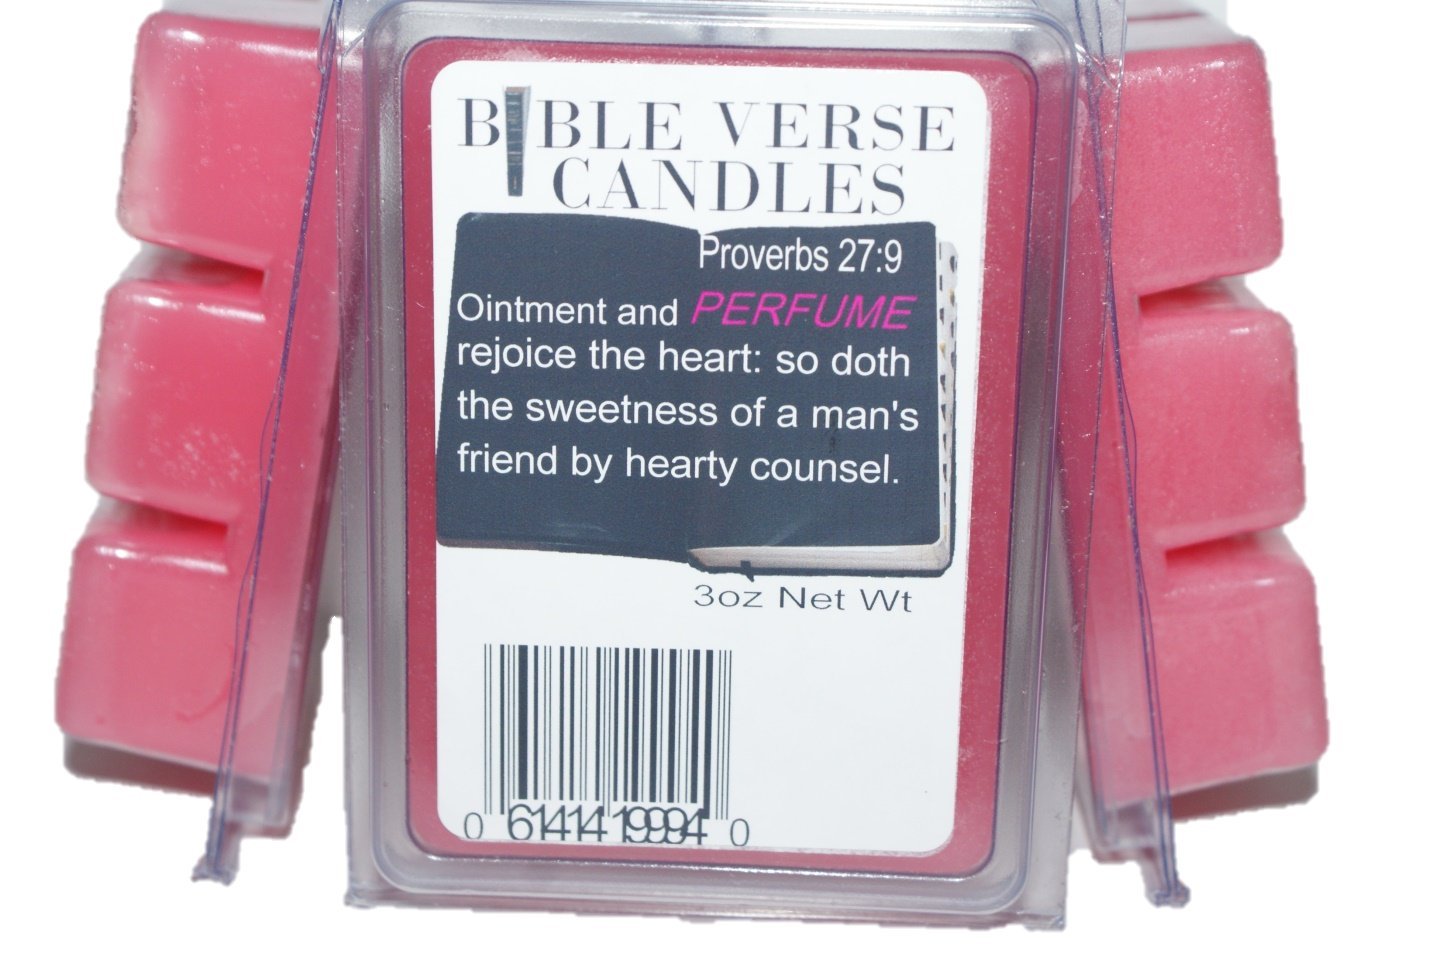 BIBLE VERSE
CANDLES
Proverbs 27:9
Ointment and PERFUME
rejoice the heart: so doth
the sweetness of a man's
friend by hearty counsel.
3oz Net Wt
0 61414 19994 0